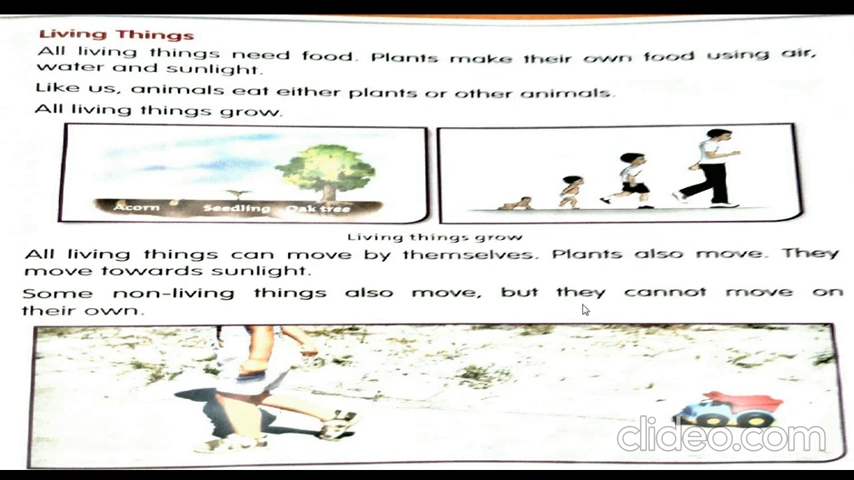 Living Things
All living things need food. Plants make their own food using air,
water and sunlight.
Like us, animals eat either plants or other animals.
All living things grow.
Acorn Seedling Oak tree
Living things grow
All living things can move by themselves. Plants also move. They
move towards sunlight.
Some non-living things also move, but they cannot move on
their own.
clideo.com